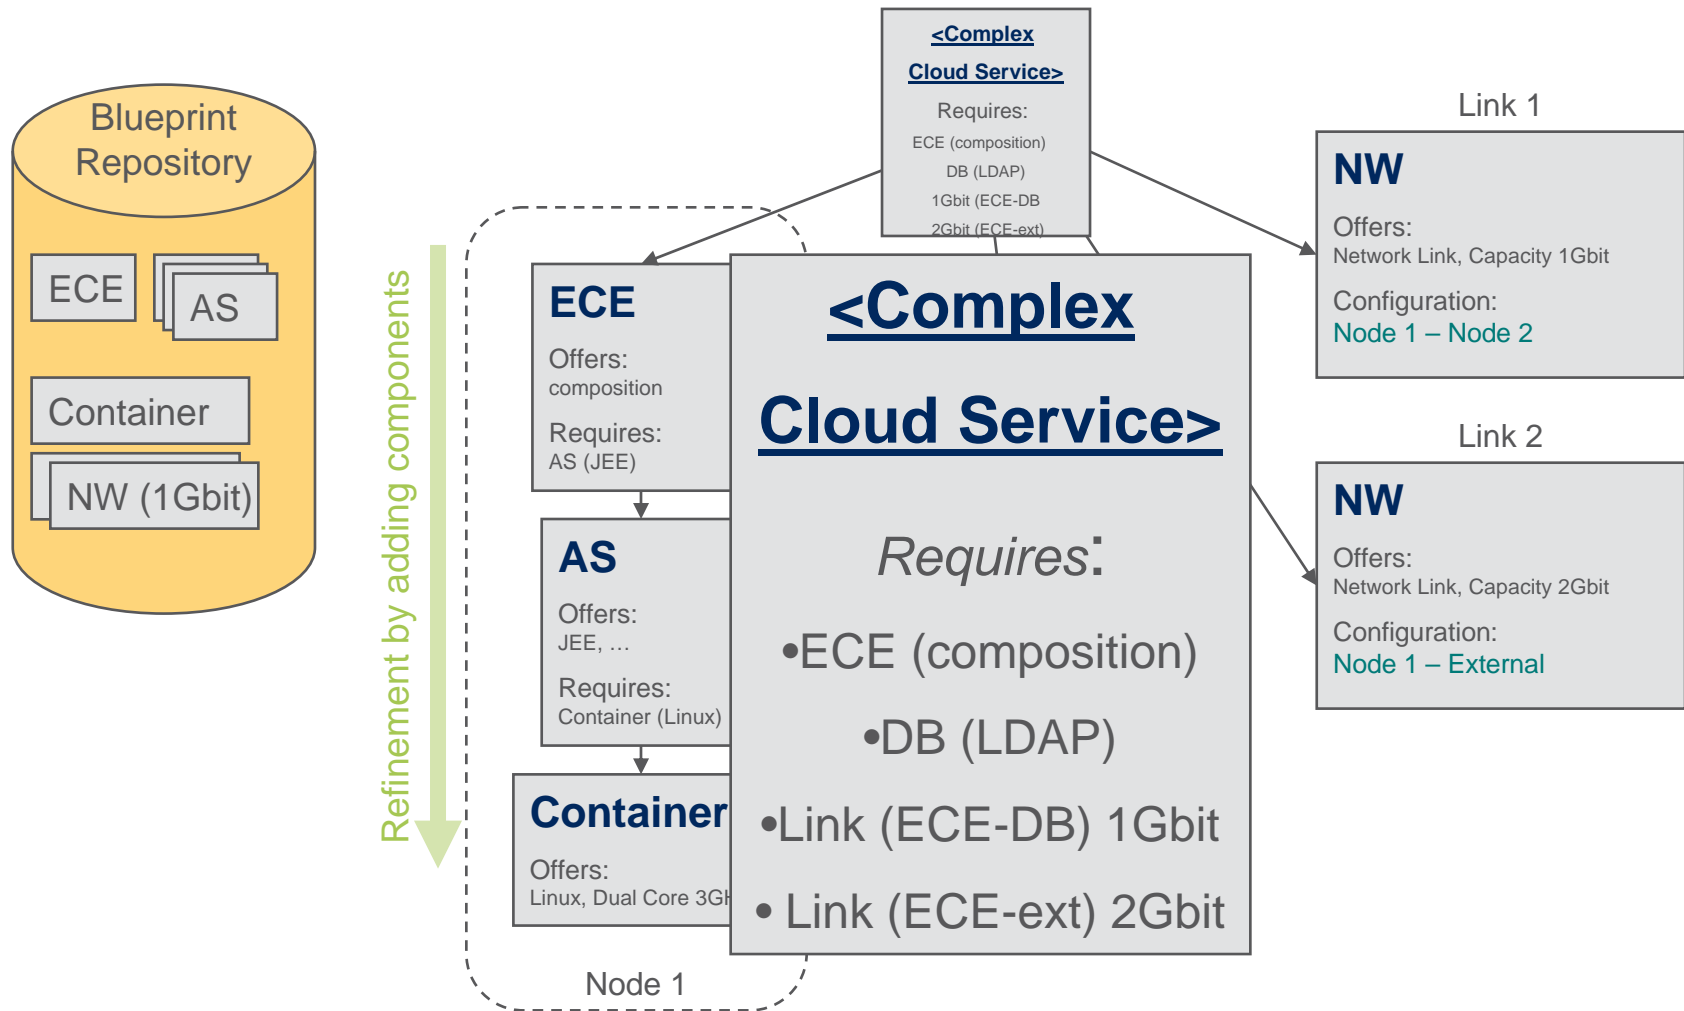 <Complex
Cloud Service>
Requires:
ECE (composition)
DB (LDAP)
1Gbit (ECE-DB
2Gbit (ECE-ext)
Blueprint
Repository
ECE
AS
Container
NW (1Gbit)
Refinement by adding components
ECE
Offers:
composition
Requires:
AS (JEE)
AS
Offers:
JEE, …
Requires:
Container (Linux)
Container
Offers:
Linux, Dual Core 3GH
Node 1
<Complex
Cloud Service>
Requires:
•ECE (composition)
•DB (LDAP)
•Link (ECE-DB) 1Gbit
• Link (ECE-ext) 2Gbit
Link 1
NW
Offers:
Network Link, Capacity 1Gbit
Configuration:
Node 1 – Node 2
Link 2
NW
Offers:
Network Link, Capacity 2Gbit
Configuration:
Node 1 – External